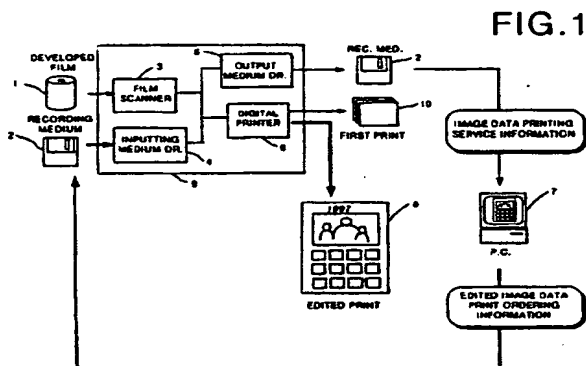 FIG.1
DEVELOPED
FILM
1
3
FILM
SCANNER
5
OUTPUT
MEDIUM DR.
REC. MED.
2
RECORDING
MEDIUM
2
INPUTTING
MEDIUM DR.
4
DIGITAL
PRINTER
6
10
FIRST PRINT
IMAGE DATA PRINTING
SERVICE INFORMATION
7
P.C.
1997
EDITED PRINT
EDITED IMAGE DATA
PRINT ORDERING
INFORMATION